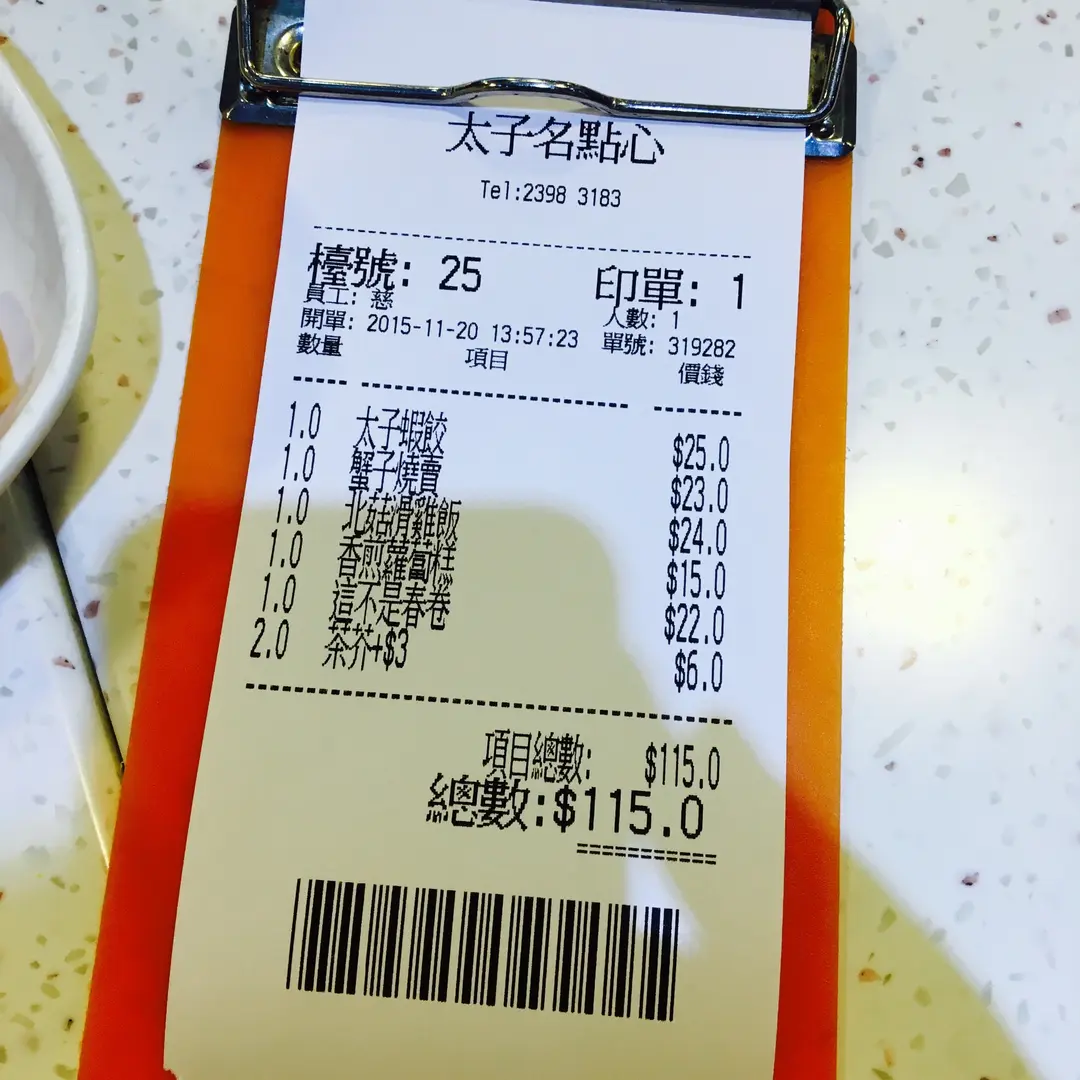 太子名點心
Tel:2398 3183
檯號: 25 印單: 1
員工: 慈 人數: 1
開單: 2015-11-20 13:57:23 單號: 319282
數量 項目 價錢
1.0 太子蝦餃 $25.0
1.0 蟹子燒賣 $23.0
1.0 北菇滑雞飯 $24.0
1.0 香煎蘿蔔糕 $15.0
1.0 這不是春卷 $22.0
2.0 茶芥+$3 $6.0
項目總數: $115.0
總數:$115.0